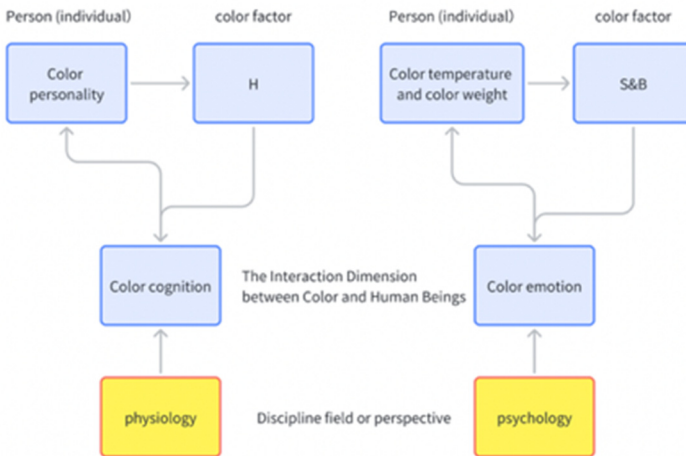 Person (individual)
color factor
Person (individual)
color factor
Color
personality
H
Color temperature
and color weight
S&B
Color cognition
The Interaction Dimension
between Color and Human Beings
Color emotion
physiology
Discipline field or perspective
psychology